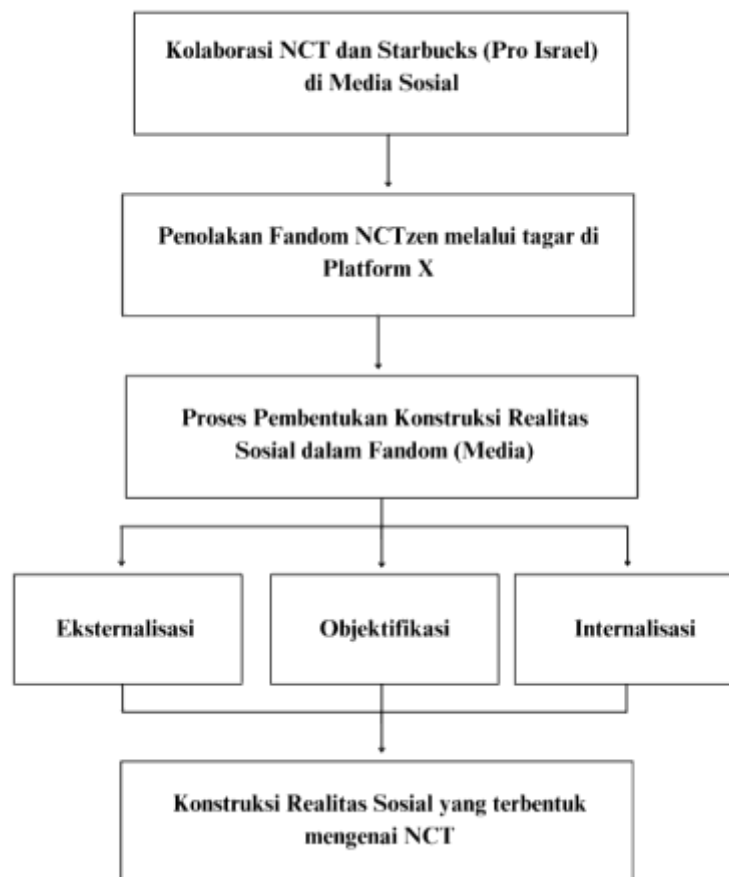 Kolaborasi NCT dan Starbucks (Pro Israel)
di Media Sosial
Penolakan Fandom NCTzen melalui tagar di
Platform X
Proses Pembentukan Konstruksi Realitas
Sosial dalam Fandom (Media)
Eksternalisasi
Objektifikasi
Internalisasi
Konstruksi Realitas Sosial yang terbentuk
mengenai NCT